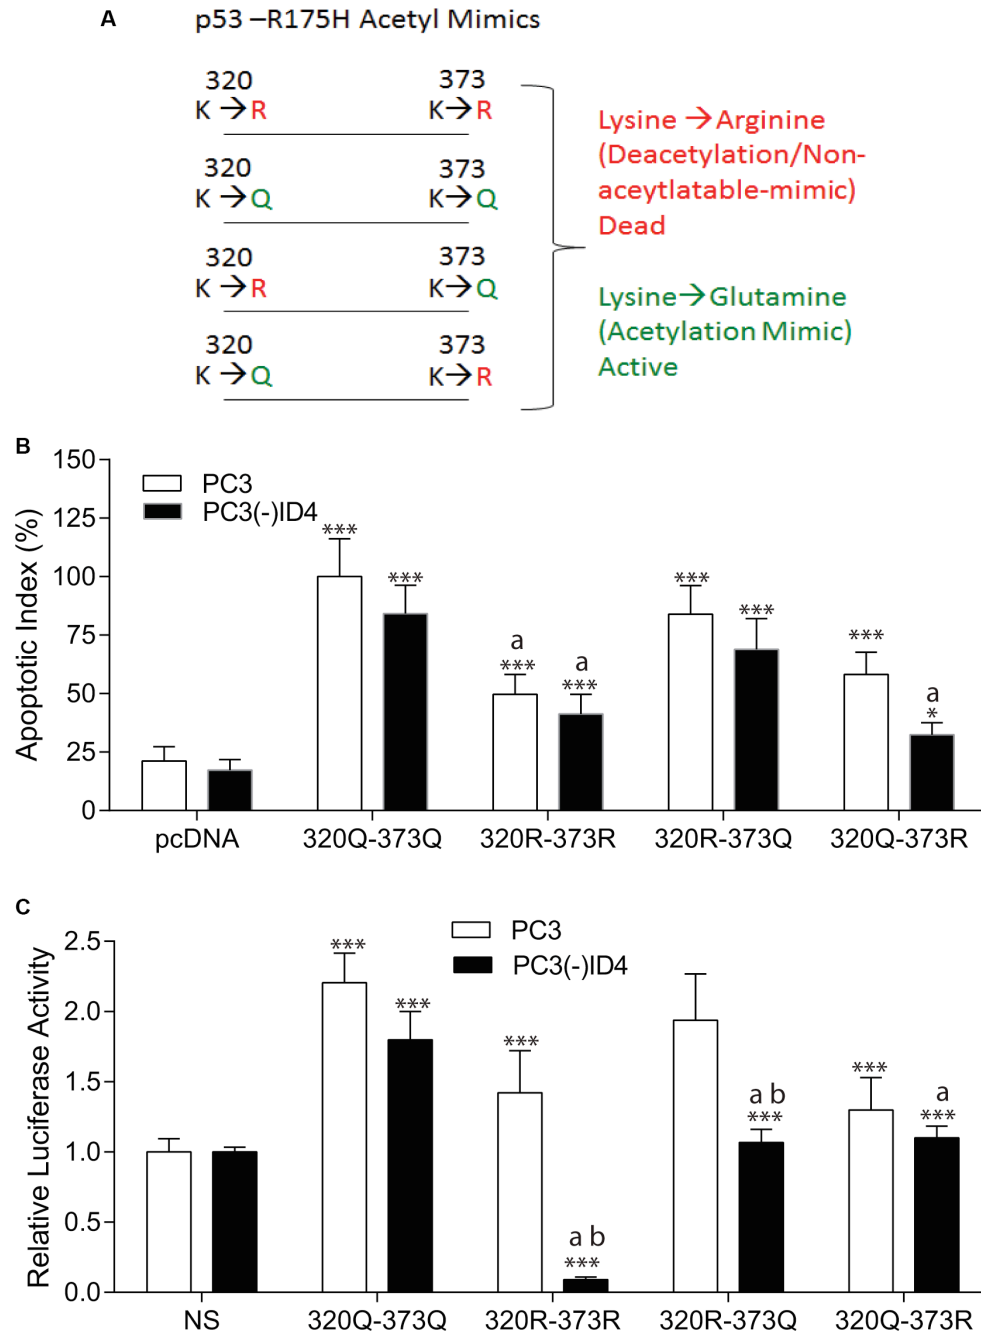 A
p53 –R175H Acetyl Mimics
320 373
K → R K → R
320 373
K → Q K → Q
320 373
K → R K → Q
320 373
K → Q K → R
Lysine → Arginine
(Deacetylation/Non-
aceytlatable-mimic)
Dead
Lysine → Glutamine
(Acetylation Mimic)
Active
B
Apoptotic Index (%)
150
125
100
75
50
25
0
PC3
PC3(-)ID4
*** *** a *** a *** *** *** *** a *
pcDNA 320Q-373Q 320R-373R 320R-373Q 320Q-373R
C
Relative Luciferase Activity
2.5
2.0
1.5
1.0
0.5
0.0
PC3
PC3(-)ID4
*** *** *** a b *** a b *** *** a ***
NS 320Q-373Q 320R-373R 320R-373Q 320Q-373R